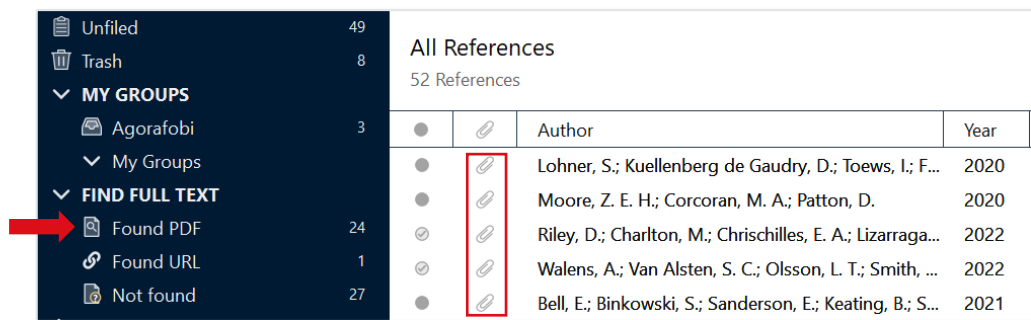 Unfiled 49
Trash 8
MY GROUPS
Agorafobi 3
My Groups
FIND FULL TEXT
Found PDF 24
Found URL 1
Not found 27
All References
52 References
Author Year
Lohner, S.; Kuellenberg de Gaudry, D.; Toews, I.; F... 2020
Moore, Z. E. H.; Corcoran, M. A.; Patton, D. 2020
Riley, D.; Charlton, M.; Chrischilles, E. A.; Lizarraga... 2022
Walens, A.; Van Alsten, S. C.; Olsson, L. T.; Smith, ... 2022
Bell, E.; Binkowski, S.; Sanderson, E.; Keating, B.; S... 2021